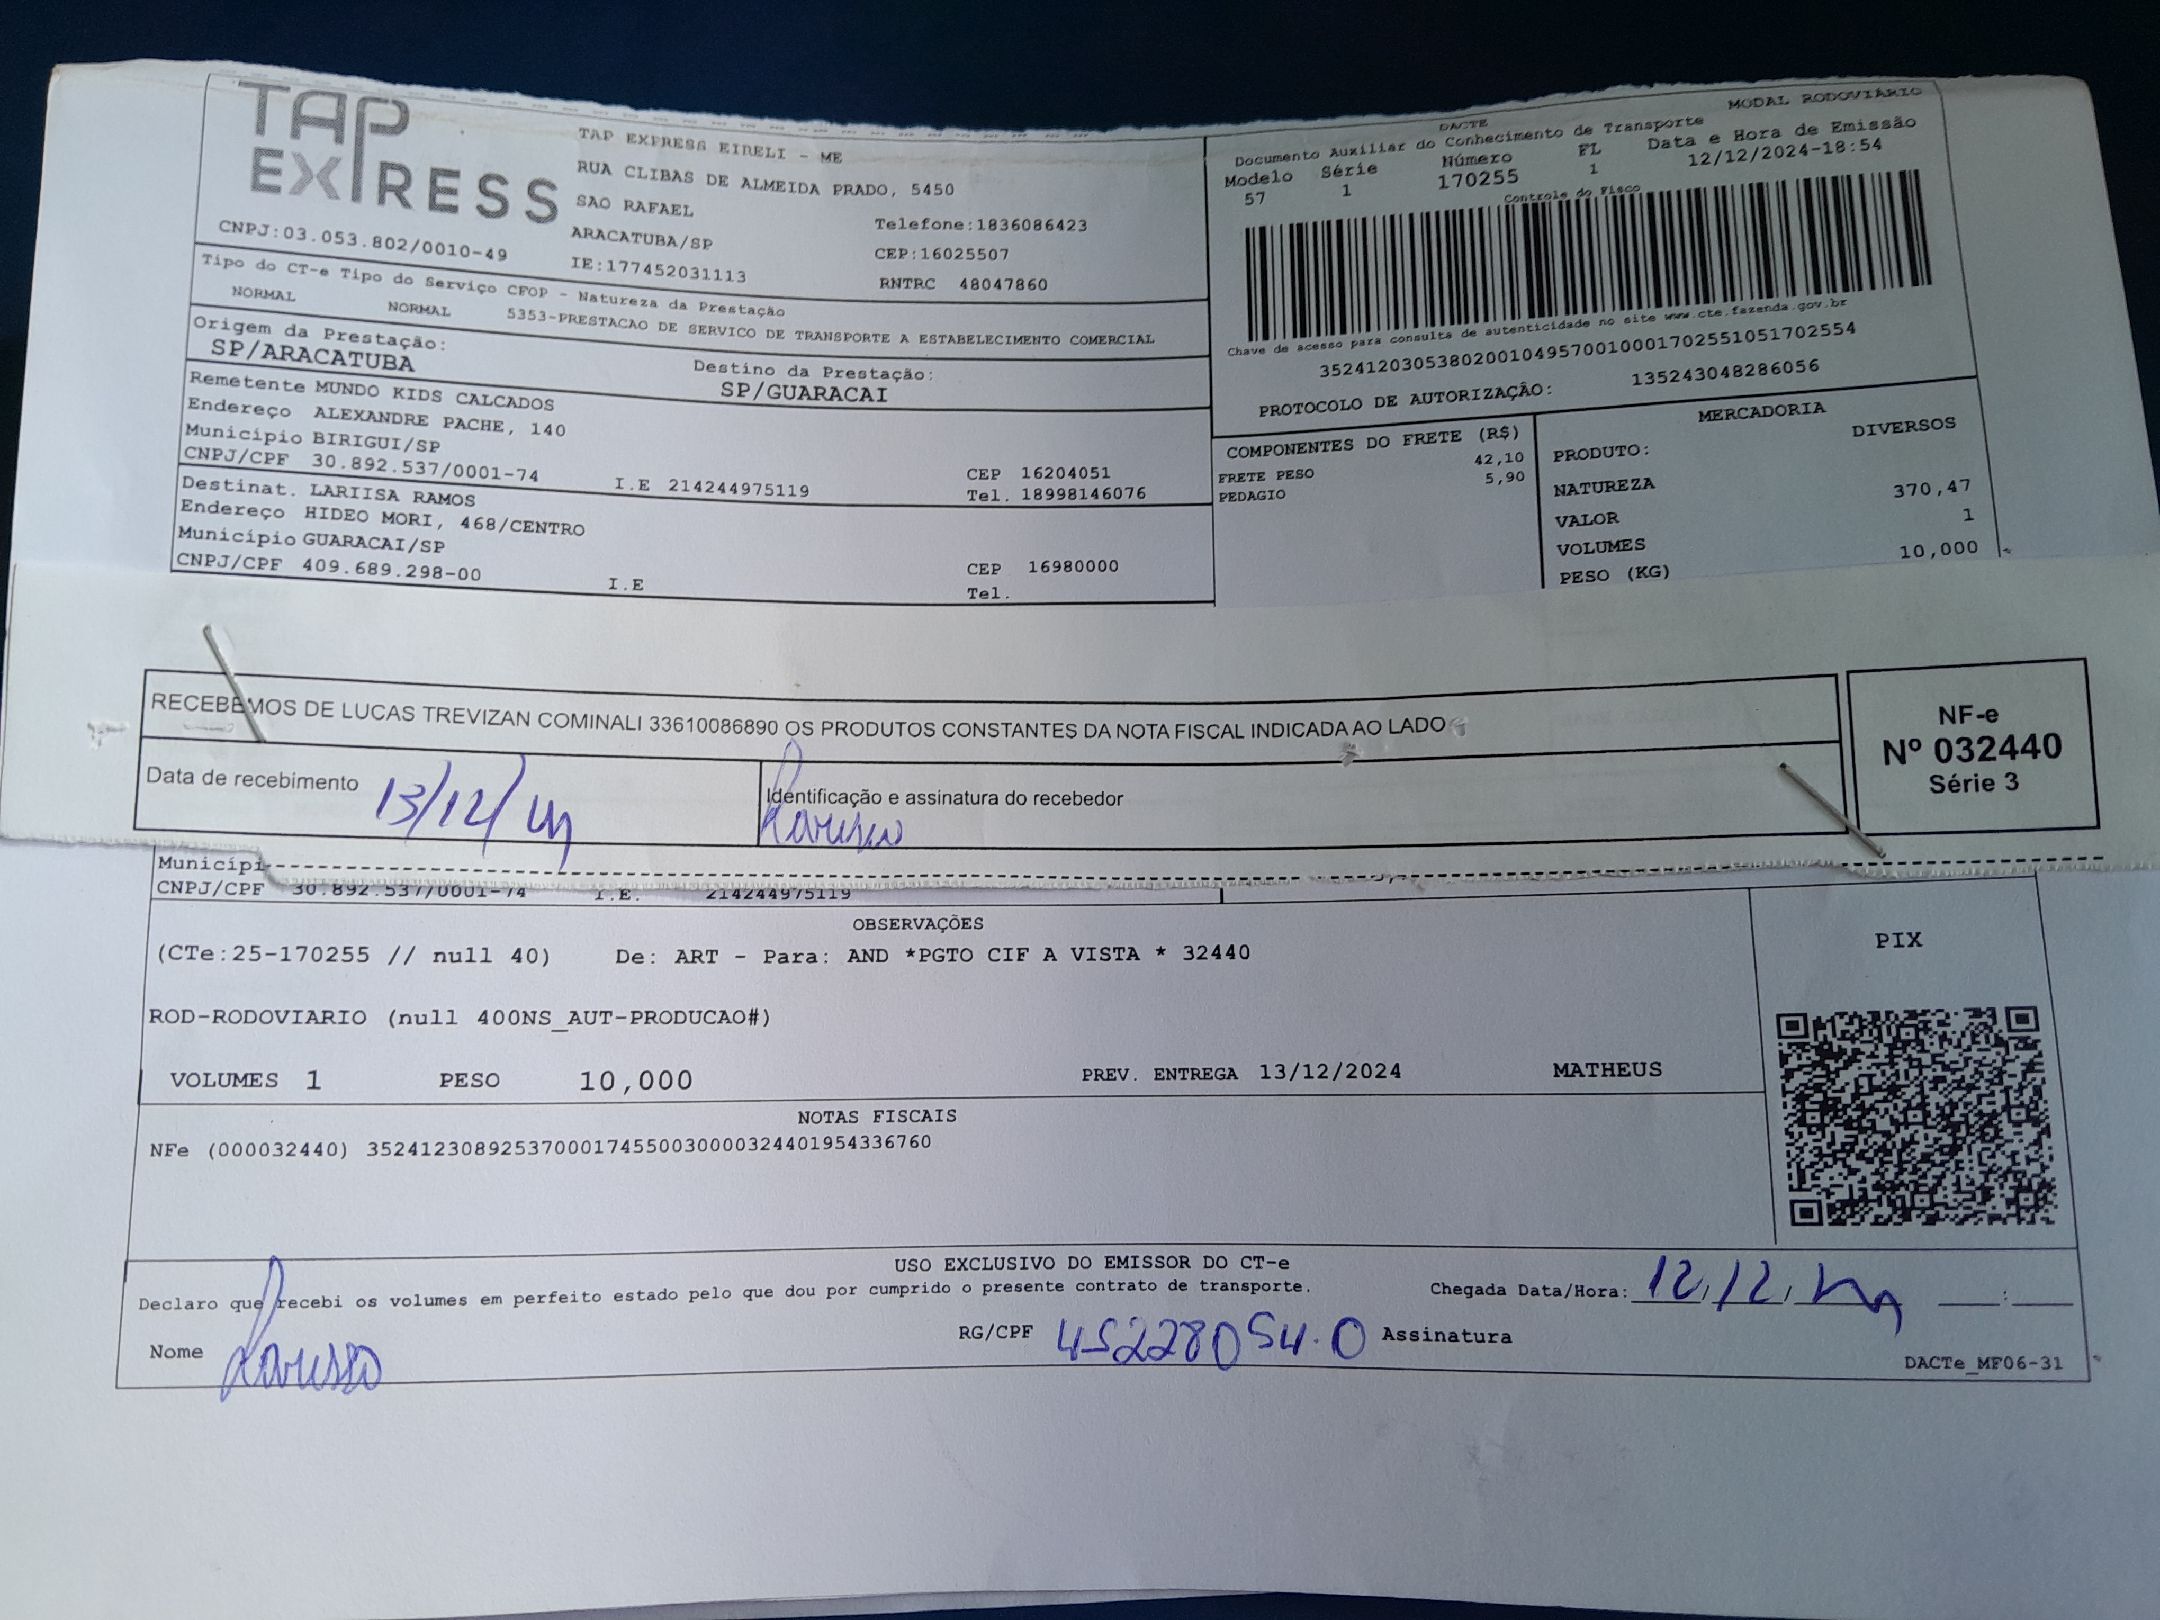 TAP
EXPRESS
TAP EXPRESS EIRELI - ME
RUA CLIBAS DE ALMEIDA PRADO, 5450
SAO RAFAEL
ARACATUBA/SP
Telefone:1836086423
CEP:16025507
CNPJ:03.053.802/0010-49
IE:177452031113
RNTRC 48047860
MODAL RODOVIÁRIO
DACTE
Documento Auxiliar do Conhecimento de Transporte
Modelo Série Número FL Data e Hora de Emissão
57 1 170255 1 12/12/2024-18:54
Controle do Fisco
Chave de acesso para consulta de autenticidade no site www.cte.fazenda.gov.br
35241203053802001049570010001702551051702554
PROTOCOLO DE AUTORIZAÇÃO: 135243048286056
Tipo do CT-e Tipo do Serviço CFOP - Natureza da Prestação
NORMAL NORMAL 5353-PRESTACAO DE SERVICO DE TRANSPORTE A ESTABELECIMENTO COMERCIAL
Origem da Prestação: Destino da Prestação:
SP/ARACATUBA SP/GUARACAI
Remetente MUNDO KIDS CALCADOS
Endereço ALEXANDRE PACHE, 140
Município BIRIGUI/SP CEP 16204051
CNPJ/CPF 30.892.537/0001-74 I.E 214244975119 Tel. 18998146076
Destinat. LARIISA RAMOS
Endereço HIDEO MORI, 468/CENTRO
Município GUARACAI/SP CEP 16980000
CNPJ/CPF 409.689.298-00 I.E Tel.
COMPONENTES DO FRETE (R$)
FRETE PESO 42,10
PEDAGIO 5,90
MERCADORIA
PRODUTO: DIVERSOS
NATUREZA
VALOR 370,47
VOLUMES 1
PESO (KG) 10,000
RECEBEMOS DE LUCAS TREVIZAN COMINALI 33610086890 OS PRODUTOS CONSTANTES DA NOTA FISCAL INDICADA AO LADO
Data de recebimento 13/12/
Identificação e assinatura do recebedor
NF-e
Nº 032440
Série 3
Municípi
CNPJ/CPF 30.892.537/0001-74 I.E. 214244975119
OBSERVAÇÕES
(CTe:25-170255 // null 40) De: ART - Para: AND *PGTO CIF A VISTA * 32440
ROD-RODOVIARIO (null 400NS_AUT-PRODUCAO#)
VOLUMES 1 PESO 10,000 PREV. ENTREGA 13/12/2024 MATHEUS
PIX
NOTAS FISCAIS
NFe (000032440) 35241230892537000174550030000324401954336760
USO EXCLUSIVO DO EMISSOR DO CT-e
Declaro que recebi os volumes em perfeito estado pelo que dou por cumprido o presente contrato de transporte. Chegada Data/Hora: 12/12/ :
Nome RG/CPF 45228054.0 Assinatura
DACTe_MF06-31